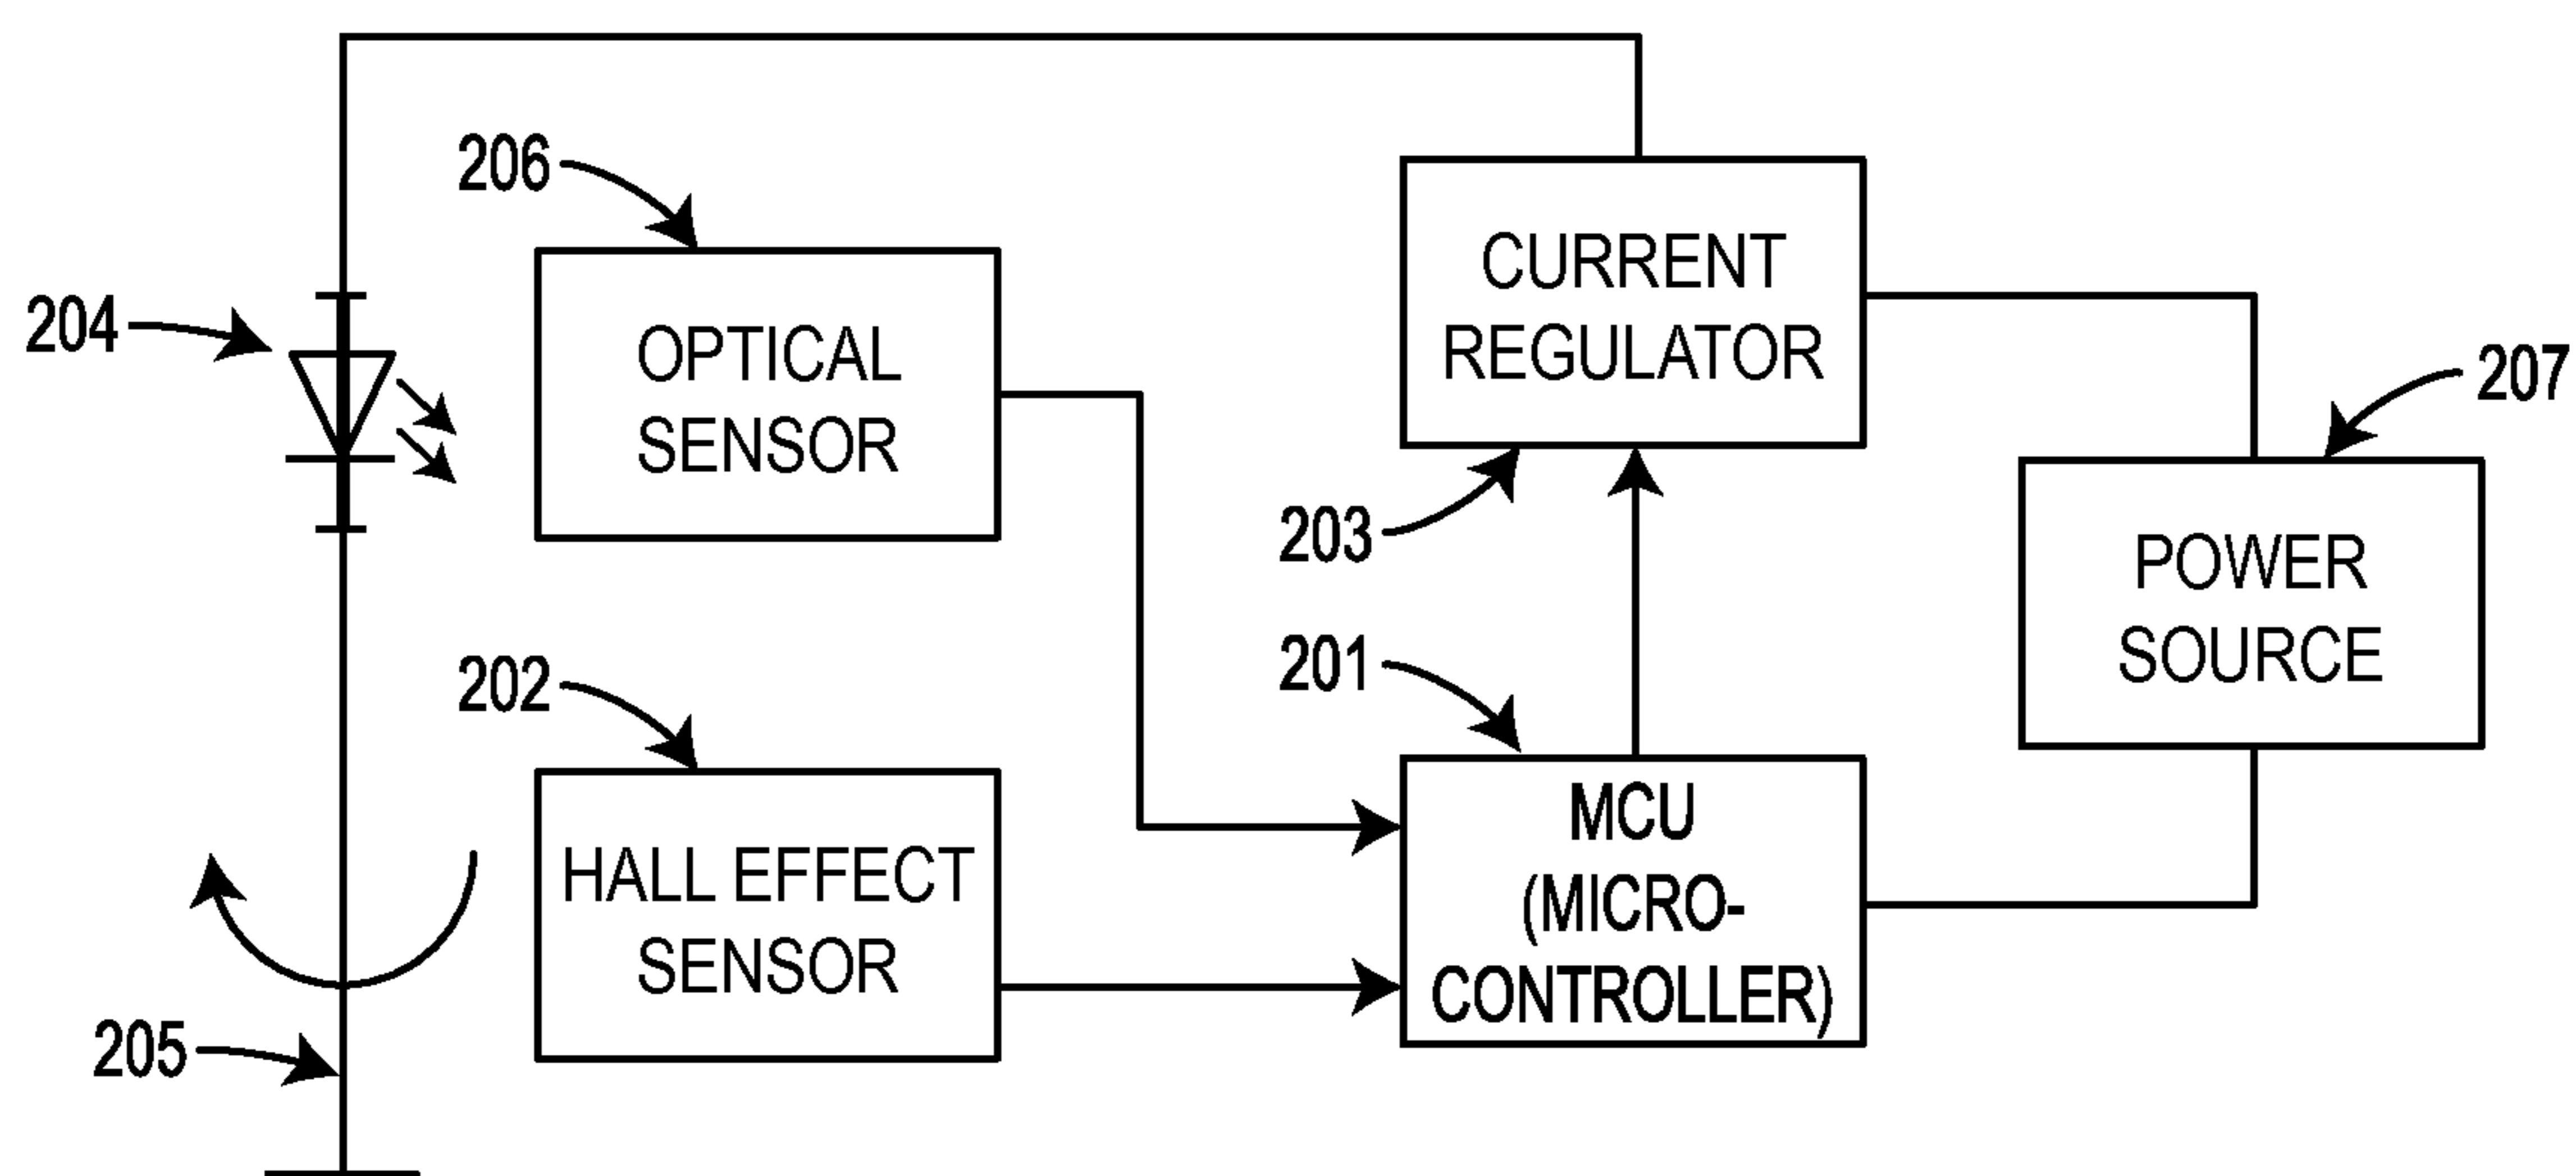 206
OPTICAL
SENSOR
204
CURRENT
REGULATOR
203
207
POWER
SOURCE
202
HALL EFFECT
SENSOR
201
MCU
(MICRO-
CONTROLLER)
205